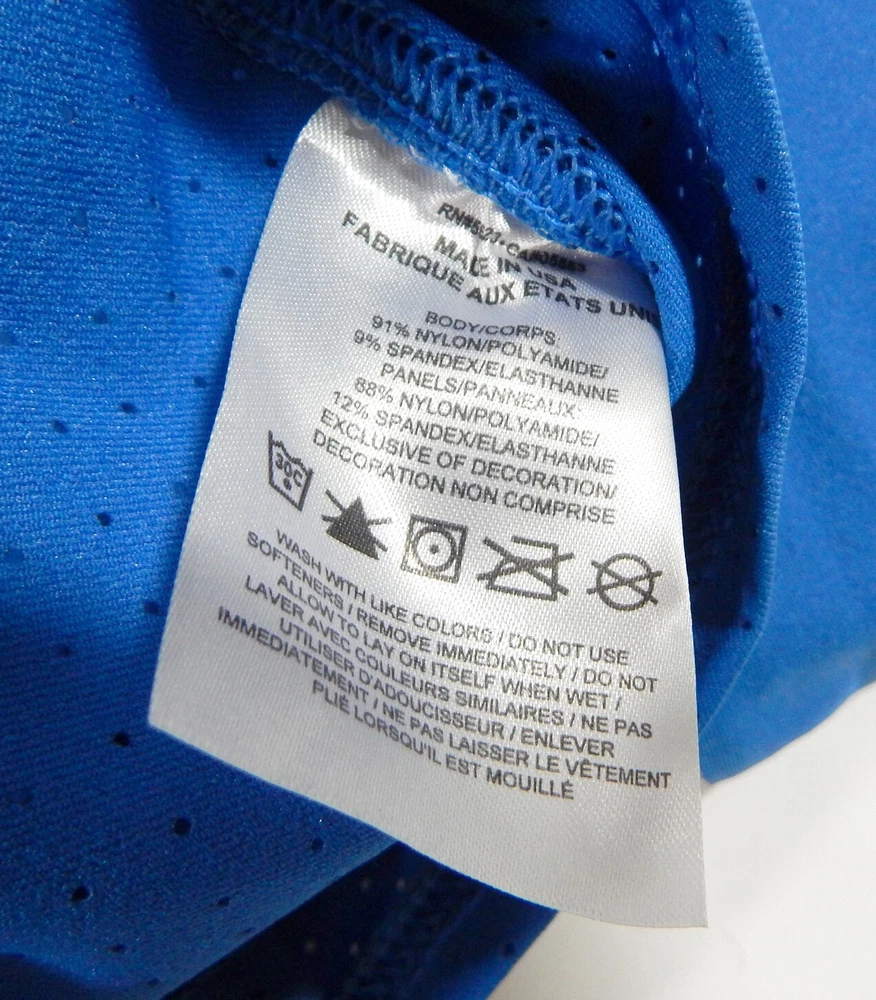 MADE IN USA
FABRIQUE AUX ETATS
BODY/CORPS:
91% NYLON/POLYAMIDE/
9% SPANDEX/ELASTHANNE
PANELS/PANNEAUX:
88% NYLON/POLYAMIDE/
12% SPANDEX/ELASTHANNE
EXCLUSIVE OF DECORATION/
DECORATION NON COMPRISE
30C
WASH WITH LIKE COLORS / DO NOT USE
SOFTENERS / REMOVE IMMEDIATELY / DO NOT
ALLOW TO LAY ON ITSELF WHEN WET /
LAVER AVEC COULEURS SIMILAIRES / NE PAS
UTILISER D'ADOUCISSEUR / ENLEVER
IMMEDIATEMENT / NE PAS LAISSER LE VÊTEMENT
PLIÉ LORSQU'IL EST MOUILLÉ